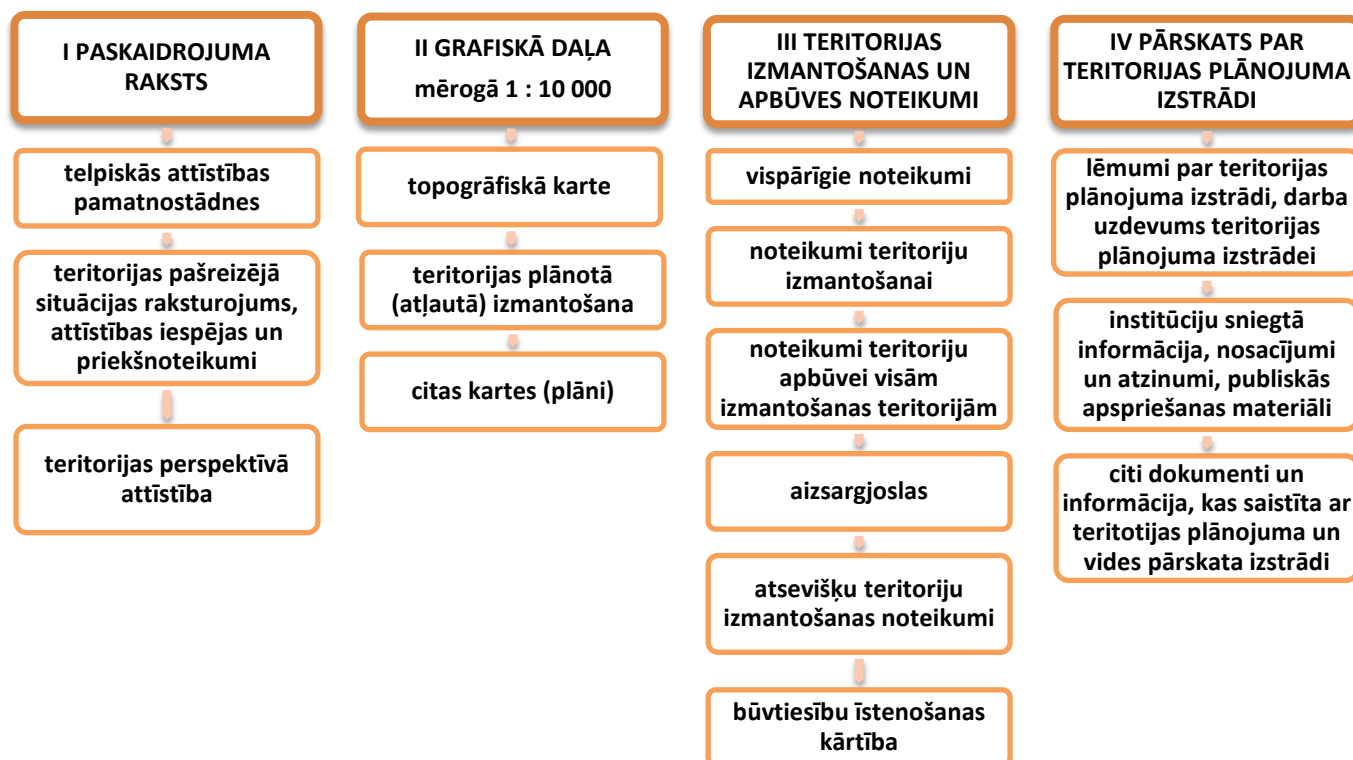 I PASKAIDROJUMA
RAKSTS
telpiskās attīstības
pamatnostādnes
teritorijas pašreizējā
situācijas raksturojums,
attīstības iespējas un
priekšnoteikumi
teritorijas perspektīvā
attīstība
II GRAFISKĀ DAĻA
mērogā 1 : 10 000
topogrāfiskā karte
teritorijas plānotā
(atļautā) izmantošana
citas kartes (plāni)
III TERITORIJAS
IZMANTOŠANAS UN
APBŪVES NOTEIKUMI
vispārīgie noteikumi
noteikumi teritoriju
izmantošanai
noteikumi teritoriju
apbūvei visām
izmantošanas teritorijām
aizsargjoslas
atsevišķu teritoriju
izmantošanas noteikumi
būvtiesību īstenošanas
kārtība
IV PĀRSKATS PAR
TERITORIJAS PLĀNOJUMA
IZSTRĀDI
lēmumi par teritorijas
plānojuma izstrādi, darba
uzdevums teritorijas
plānojuma izstrādei
institūciju sniegtā
informācija, nosacījumi
un atzinumi, publiskās
apspriešanas materiāli
citi dokumenti un
informācija, kas saistīta ar
teritotijas plānojuma un
vides pārskata izstrādi